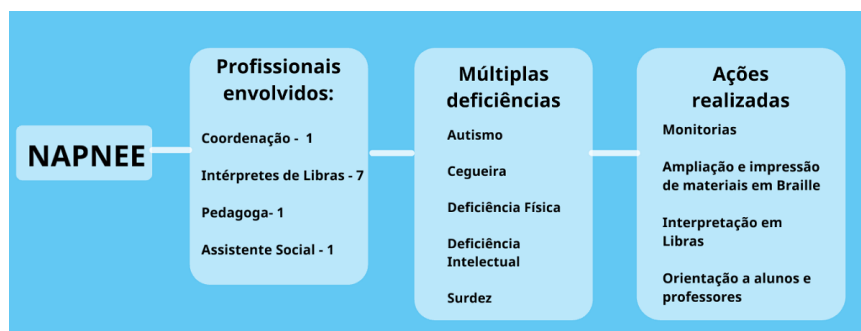 NAPNEE
Profissionais
envolvidos:
Coordenação - 1
Intérpretes de Libras - 7
Pedagoga- 1
Assistente Social - 1
Múltiplas
deficiências
Autismo
Cegueira
Deficiência Física
Deficiência
Intelectual
Surdez
Ações
realizadas
Monitorias
Ampliação e impressão
de materiais em Braille
Interpretação em
Libras
Orientação a alunos e
professores